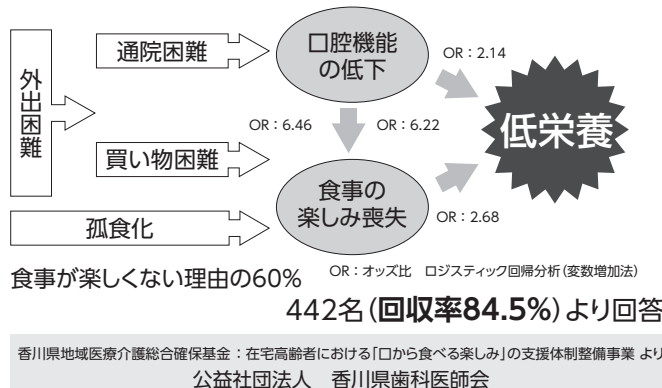 通院困難
口腔機能
の低下
OR：2.14
外出困難
低栄養
OR：6.46
OR：6.22
買い物困難
食事の
楽しみ喪失
OR：2.68
孤食化
食事が楽しくない理由の60%
OR：オッズ比　ロジスティック回帰分析（変数増加法）
442名（回収率84.5%）より回答
香川県地域医療介護総合確保基金：在宅高齢者における「口から食べる楽しみ」の支援体制整備事業 より
公益社団法人　香川県歯科医師会